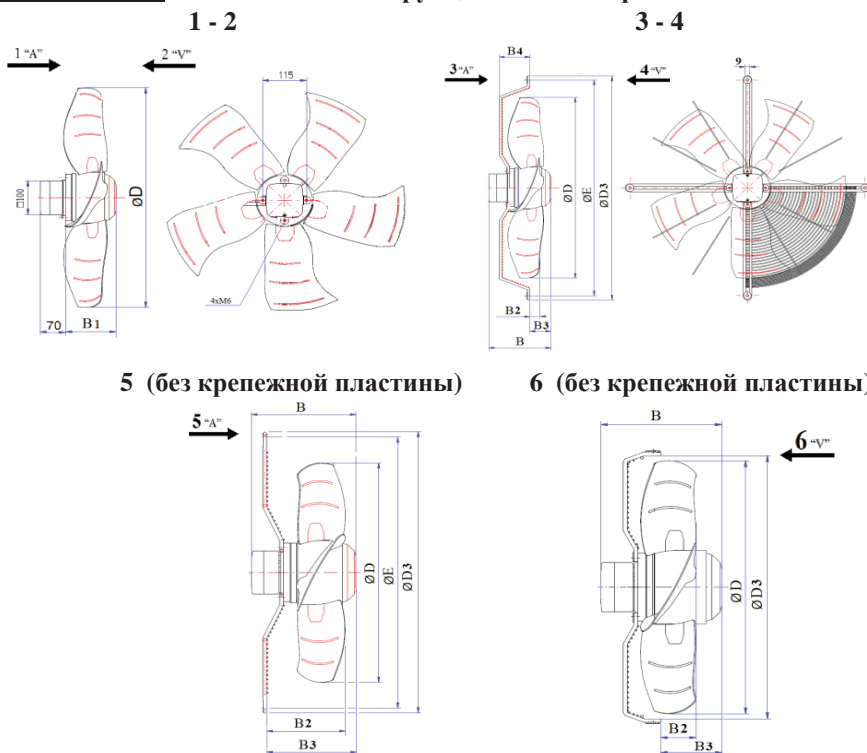 1 - 2
3 - 4
1 “A”
2 “V”
115
□100
ØD
70
B1
4xM6
B4
3 “A”
4 “V”
9
ØD
ØE
ØD3
B2
B3
B
5 (без крепежной пластины)
6 (без крепежной пластины)
B
5 “A”
ØD
ØE
ØD3
B2
B3
B
6 “V”
ØD
ØD3
B2
B3